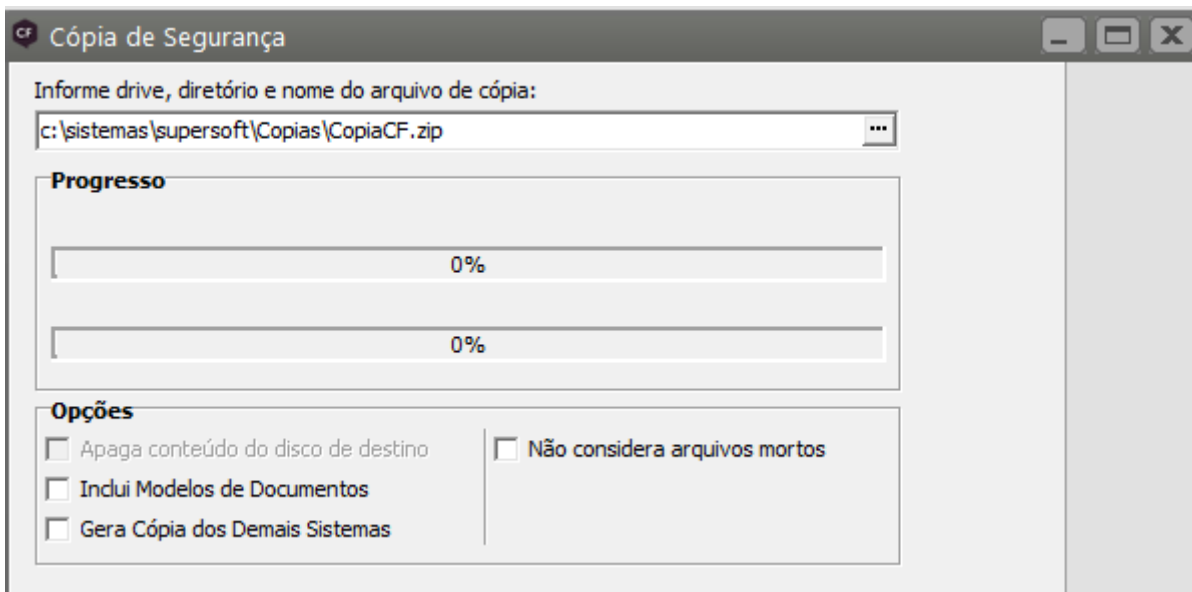 CF Cópia de Segurança
Informe drive, diretório e nome do arquivo de cópia:
c:\sistemas\supersoft\Copias\CopiaCF.zip ...
Progresso
0%
0%
Opções
Apaga conteúdo do disco de destino
Não considera arquivos mortos
Inclui Modelos de Documentos
Gera Cópia dos Demais Sistemas